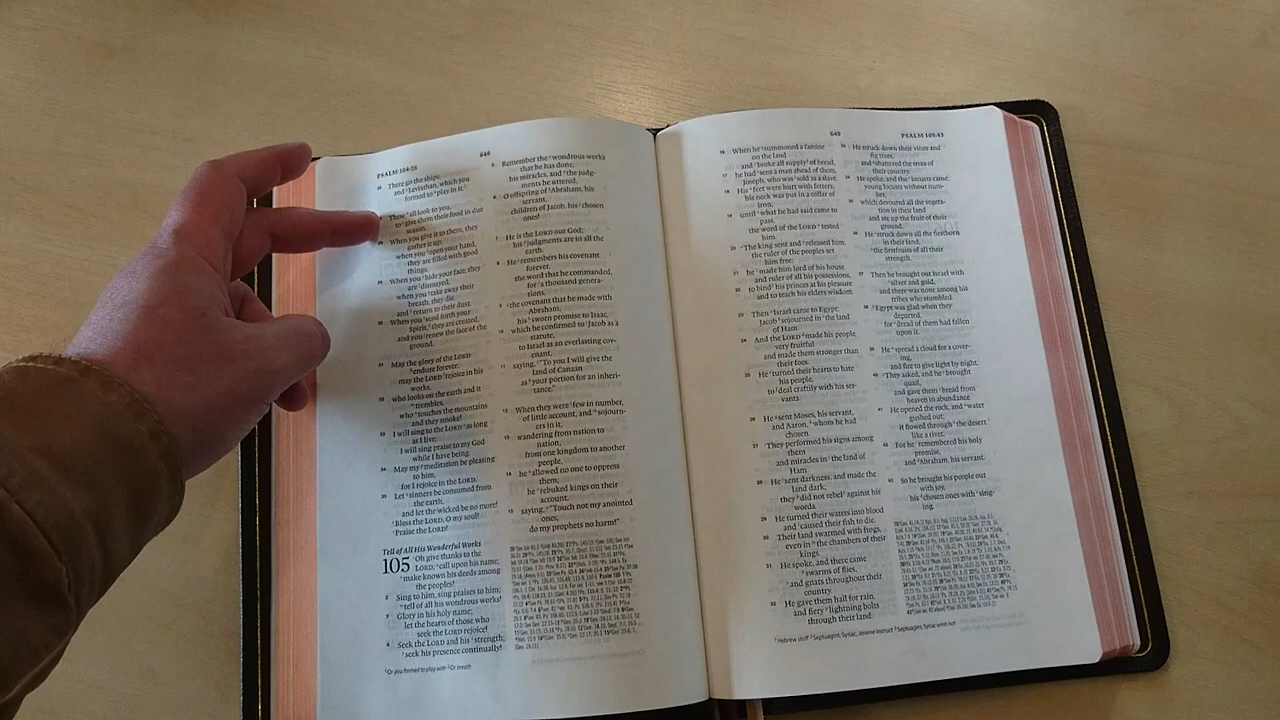 PSALM 104:26
648
26 There go the ships,
and Leviathan, which you
formed to play in it.
These all look to you,
to give them their food in due
season.
When you give it to them, they
gather it up;
when you open your hand,
they are filled with good
things.
When you hide your face, they
are dismayed;
when you take away their
breath, they die
and return to their dust.
When you send forth your
Spirit, they are created,
and you renew the face of the
ground.
31 May the glory of the LORD
endure forever;
may the LORD rejoice in his
works,
32 who looks on the earth and it
trembles,
who touches the mountains
and they smoke!
33 I will sing to the LORD as long
as I live;
I will sing praise to my God
while I have being.
34 May my meditation be pleasing
to him,
for I rejoice in the LORD.
35 Let sinners be consumed from
the earth,
and let the wicked be no more!
Bless the LORD, O my soul!
Praise the LORD!
Tell of All His Wondrous Works
105 Oh give thanks to the
LORD; call upon his name;
make known his deeds among
the peoples!
2 Sing to him, sing praises to him;
tell of all his wondrous works!
3 Glory in his holy name;
let the hearts of those who
seek the LORD rejoice!
4 Seek the LORD and his strength;
seek his presence continually!
1 Or you formed to play with 2 Or breath
5 Remember the wondrous works
that he has done,
his miracles, and the judg-
ments he uttered,
6 O offspring of Abraham, his
servant,
children of Jacob, his chosen
ones!
7 He is the LORD our God;
his judgments are in all the
earth.
8 He remembers his covenant
forever,
the word that he commanded,
for a thousand genera-
tions,
9 the covenant that he made with
Abraham,
his sworn promise to Isaac,
10 which he confirmed to Jacob as a
statute,
to Israel as an everlasting cov-
enant,
11 saying, "To you I will give the
land of Canaan
as your portion for an inheri-
tance."
12 When they were few in number,
of little account, and sojourn-
ers in it,
13 wandering from nation to
nation,
from one kingdom to another
people,
14 he allowed no one to oppress
them;
he rebuked kings on their
account,
15 saying, "Touch not my anointed
ones,
do my prophets no harm!"
649
PSALM 105:43
16 When he summoned a famine
on the land
and broke all supply of bread,
17 he had sent a man ahead of them,
Joseph, who was sold as a slave.
18 His feet were hurt with fetters;
his neck was put in a collar of
iron;
19 until what he had said came to
pass,
the word of the LORD tested
him.
20 The king sent and released him;
the ruler of the peoples set
him free;
21 he made him lord of his house
and ruler of all his possessions,
22 to bind his princes at his pleasure
and to teach his elders wisdom.
23 Then Israel came to Egypt;
Jacob sojourned in the land
of Ham.
24 And the LORD made his people
very fruitful
and made them stronger than
their foes.
25 He turned their hearts to hate
his people,
to deal craftily with his ser-
vants.
26 He sent Moses, his servant,
and Aaron, whom he had
chosen.
27 They performed his signs among
them
and miracles in the land of
Ham.
28 He sent darkness, and made the
land dark;
they did not rebel against his
words.
29 He turned their waters into blood
and caused their fish to die.
30 Their land swarmed with frogs,
even in the chambers of their
kings.
31 He spoke, and there came
swarms of flies,
and gnats throughout their
country.
32 He gave them hail for rain,
and fiery lightning bolts
through their land.
1 Hebrew staff 2 Septuagint, Syriac, Jerome instruct 3 Septuagint, Syriac omit not
33 He struck down their vines and
fig trees,
and shattered the trees of
their country.
34 He spoke, and the locusts came,
young locusts without num-
ber,
35 which devoured all the vegeta-
tion in their land
and ate up the fruit of their
ground.
36 He struck down all the firstborn
in their land,
the firstfruits of all their
strength.
37 Then he brought out Israel with
silver and gold,
and there was none among his
tribes who stumbled.
38 Egypt was glad when they
departed,
for dread of them had fallen
upon it.
39 He spread a cloud for a cover-
ing,
and fire to give light by night.
40 They asked, and he brought
quail,
and gave them bread from
heaven in abundance.
41 He opened the rock, and water
gushed out;
it flowed through the desert
like a river.
42 For he remembered his holy
promise,
and Abraham, his servant.
43 So he brought his people out
with joy,
his chosen ones with sing-
ing.